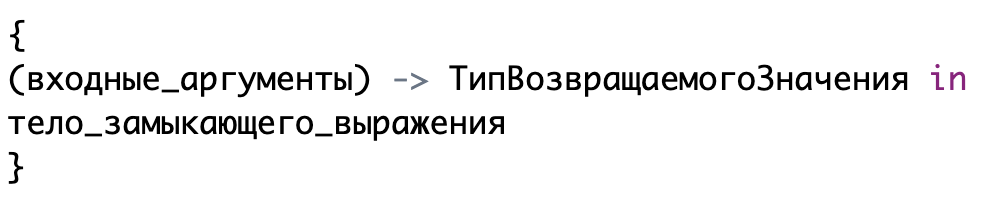 {
(входные_аргументы) -> ТипВозвращаемогоЗначения in
тело_замыкающего_выражения
}